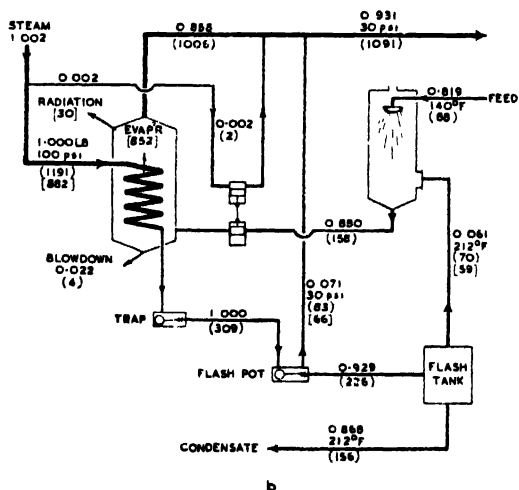 STEAM
1.002
0.858
(1006)
0.931
30 psi
(1091)
0.002
RADIATION
[30]
EVAPR
[852]
0.002
(2)
0.819
140°F
(88)
FEED
1.000LB
100 psi
(1191)
[882]
0.880
(158)
BLOWDOWN
0.022
(4)
0.061
212°F
(70)
[59]
0.071
30 psi
(83)
[66]
TRAP
1.000
(309)
FLASH POT
0.929
(226)
FLASH
TANK
0.868
212°F
(156)
CONDENSATE
b